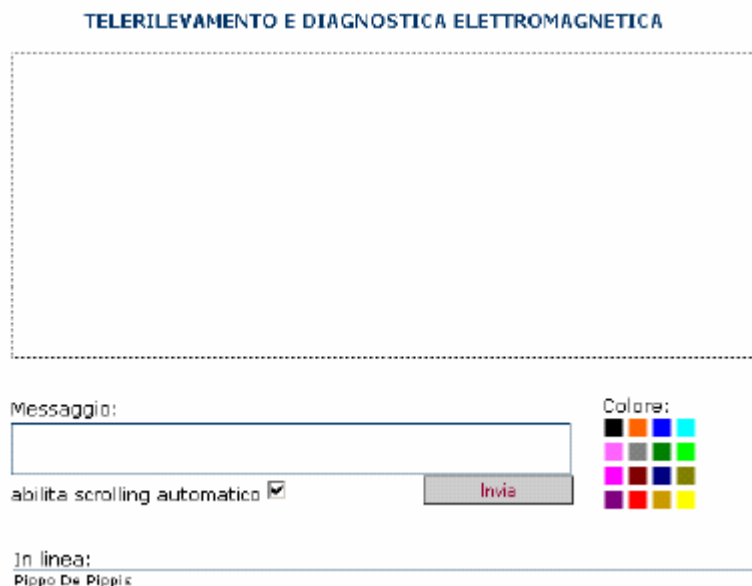 TELERILEVAMENTO E DIAGNOSTICA ELETTROMAGNETICA
Messaggio:
Colore:
abilita scrolling automatico
Invia
In linea:
Pippo De Pippis